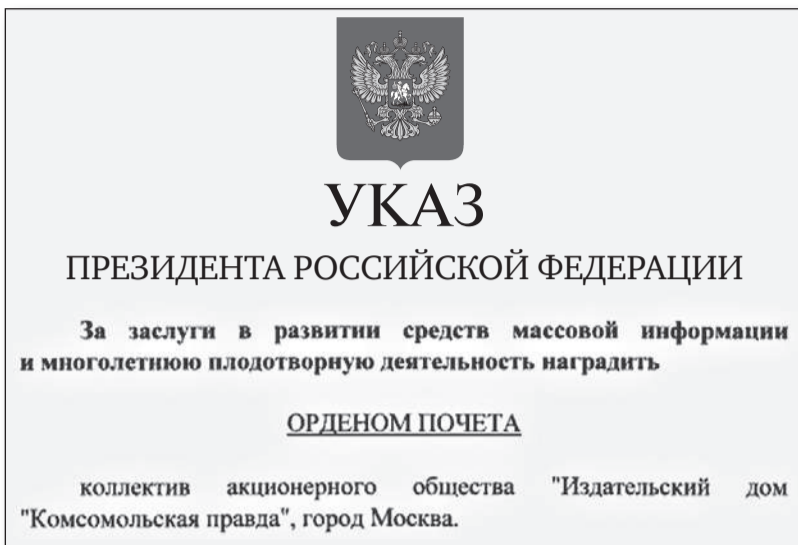 УКАЗ
ПРЕЗИДЕНТА РОССИЙСКОЙ ФЕДЕРАЦИИ
За заслуги в развитии средств массовой информации
и многолетнюю плодотворную деятельность наградить
ОРДЕНОМ ПОЧЕТА
коллектив акционерного общества "Издательский дом
"Комсомольская правда", город Москва.